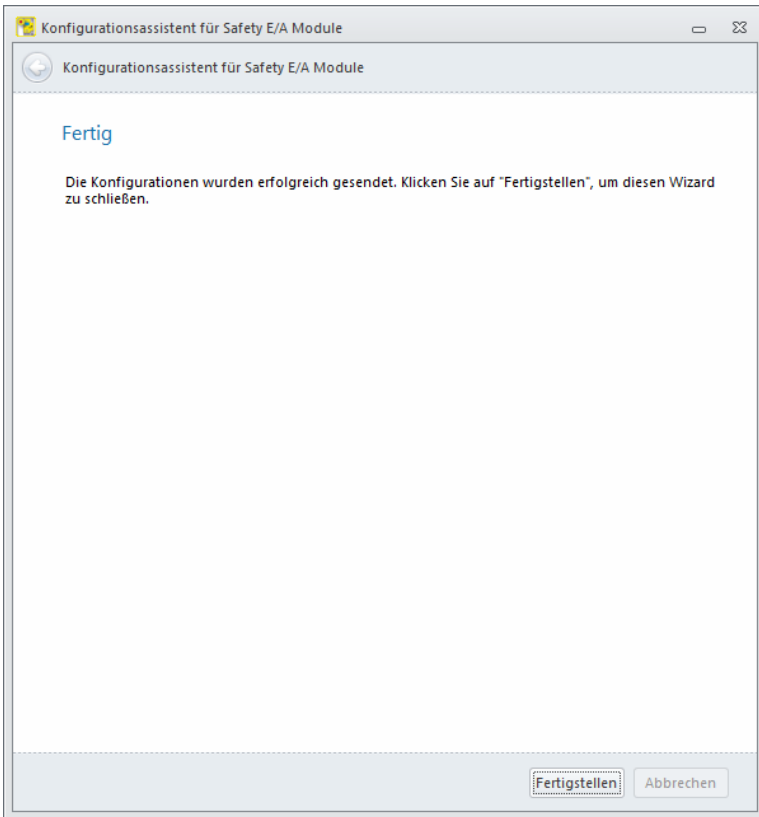 Konfigurationsassistent für Safety E/A Module
Konfigurationsassistent für Safety E/A Module
Fertig
Die Konfigurationen wurden erfolgreich gesendet. Klicken Sie auf "Fertigstellen", um diesen Wizard
zu schließen.
Fertigstellen Abbrechen